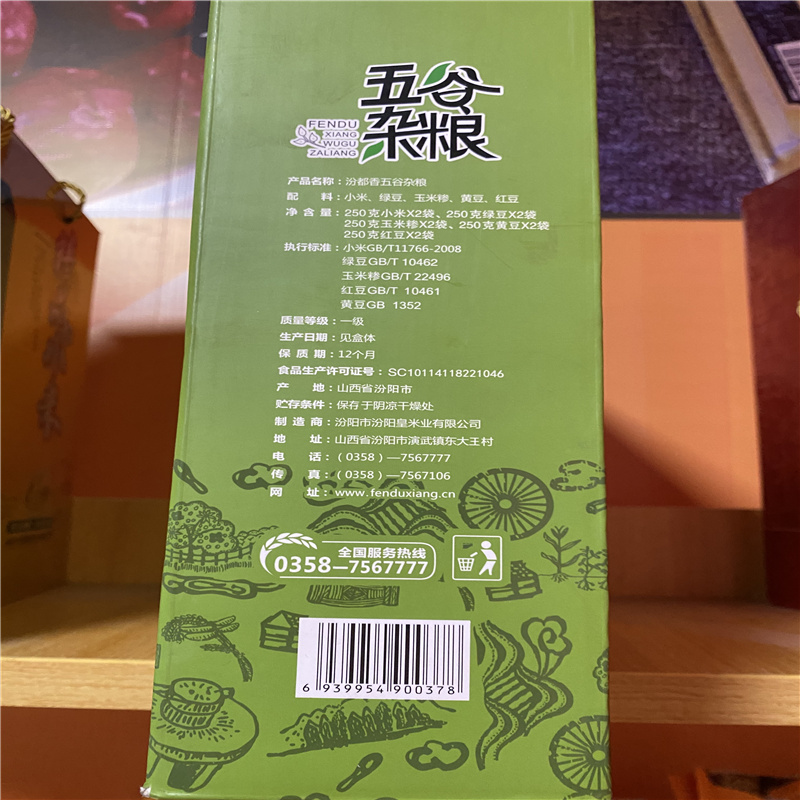 五谷
杂粮
FENDU
XIANG
WUGU
ZALIANG
产品名称：汾都香五谷杂粮
配 料：小米、绿豆、玉米糁、黄豆、红豆
净 含 量：250克小米X2袋、250克绿豆X2袋
250克玉米糁X2袋、250克黄豆X2袋
250克红豆X2袋
执行标准：小米GB/T11766-2008
绿豆GB/T 10462
玉米糁GB/T 22496
红豆GB/T 10461
黄豆GB 1352
质量等级：一级
生产日期：见盒体
保 质 期：12个月
食品生产许可证号：SC10114118221046
产 地：山西省汾阳市
贮存条件：保存于阴凉干燥处
制 造 商：汾阳市汾阳皇米业有限公司
地 址：山西省汾阳市演武镇东大王村
电 话：（0358）—7567777
传 真：（0358）—7567106
网 址：www.fenduxiang.cn
全国服务热线
0358—7567777
6 939954 900378